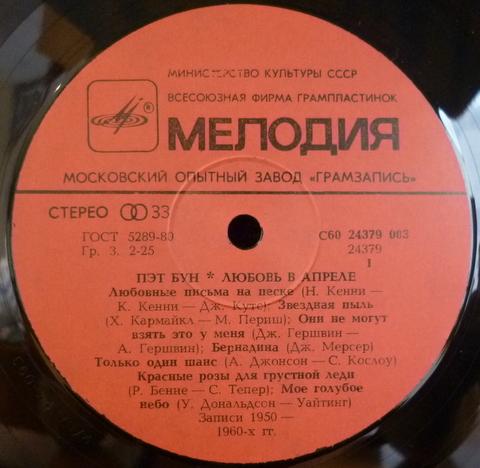 МИНИСТЕРСТВО КУЛЬТУРЫ СССР
ВСЕСОЮЗНАЯ ФИРМА ГРАМПЛАСТИНОК
®
МЕЛОДИЯ
МОСКОВСКИЙ ОПЫТНЫЙ ЗАВОД «ГРАМЗАПИСЬ»
СТЕРЕО 33
ГОСТ 5289-80 С60 24379 003
Гр. 3. 2-25 24379
1
ПЭТ БУН * ЛЮБОВЬ В АПРЕЛЕ
Любовные письма на песке (Н. Кенни —
К. Кенни — Дж. Кутс); Звездная пыль
(Х. Кармайкл — М. Периш); Они не могут
взять это у меня (Дж. Гершвин —
А. Гершвин); Бернадина (Дж. Мерсер)
Только один шанс (А. Джонсон — С. Кослоу)
Красные розы для грустной леди
(Р. Бенне — С. Тепер); Мое голубое
небо (У. Дональдсон — Уайтинг)
Записи 1950 —
1960-х гг.